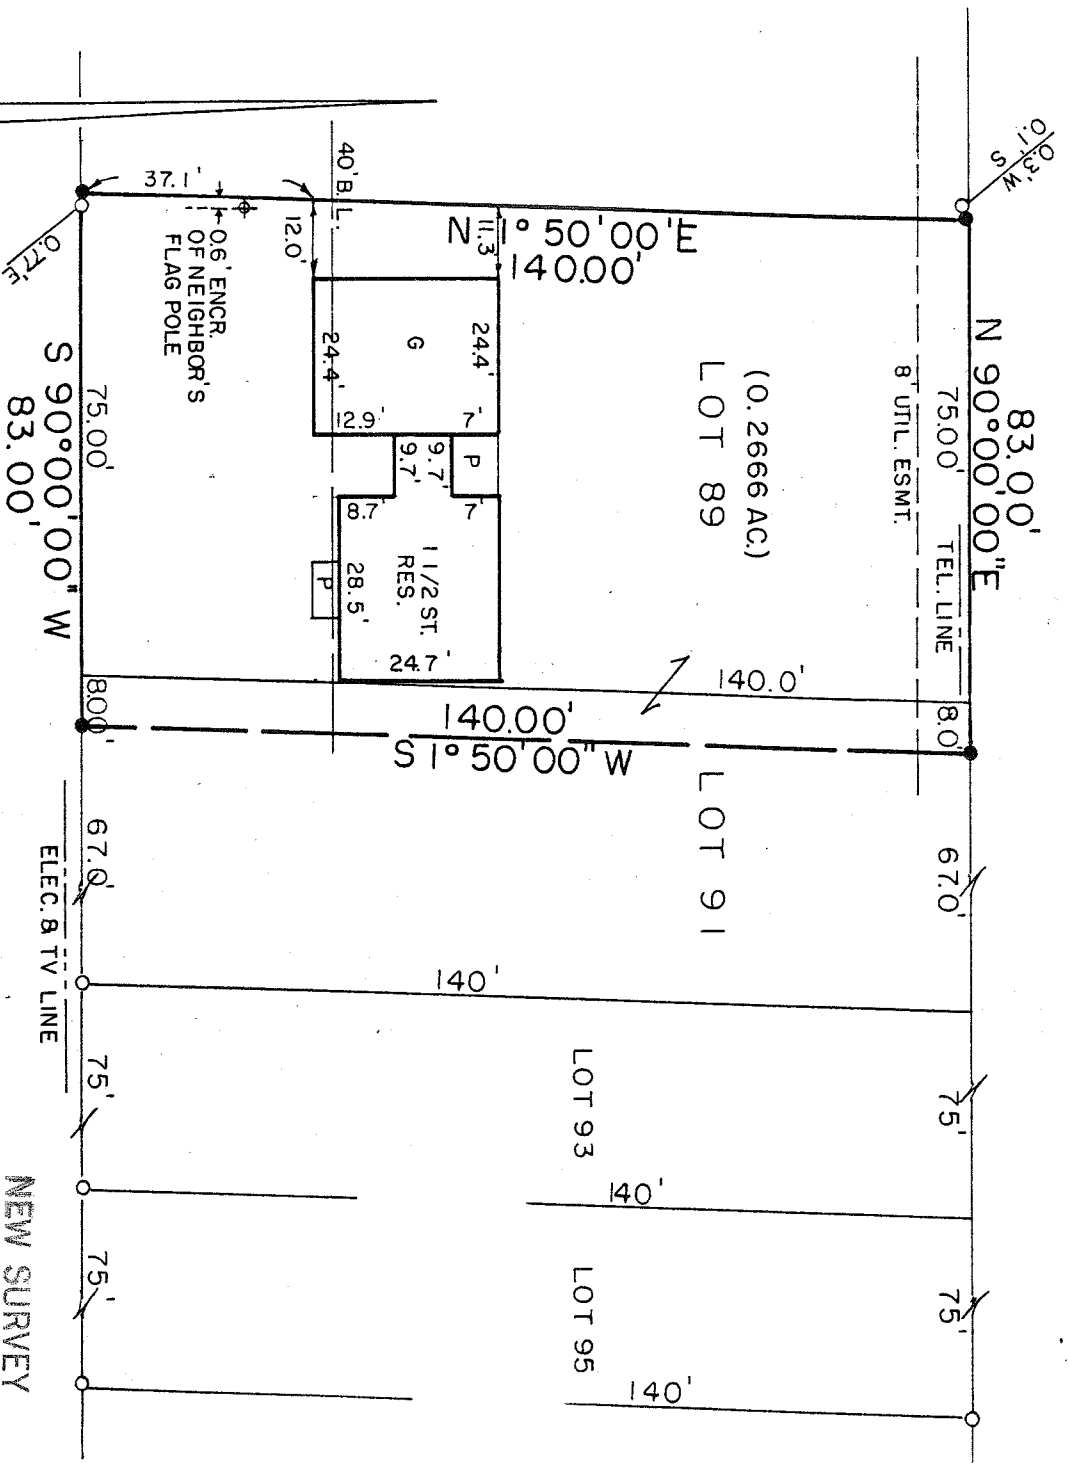 0.3' W
0.1' S
83.00'
N 90°00'00"E
75.00'
8.0'
67.0'
75'
75'
TEL. LINE
8' UTIL. ESMT.
(0.2666 AC.)
LOT 89
LOT 91
LOT 93
LOT 95
N 1° 50'00'E
140.00'
11.3'
12.0'
37.1'
40' B. L.
0.6' ENCR.
OF NEIGHBOR'S
FLAG POLE
24.4'
G
24.4'
12.9'
7'
P
9.7'
9.7'
8.7'
7'
1 1/2 ST.
RES.
28.5'
P
24.7'
140.0'
140.00'
S 1° 50'00" W
140'
140'
140'
0.77'E
75.00'
8.00'
67.0'
75'
75'
S 90°00'00" W
83.00'
ELEC. & TV LINE
NEW SURVEY